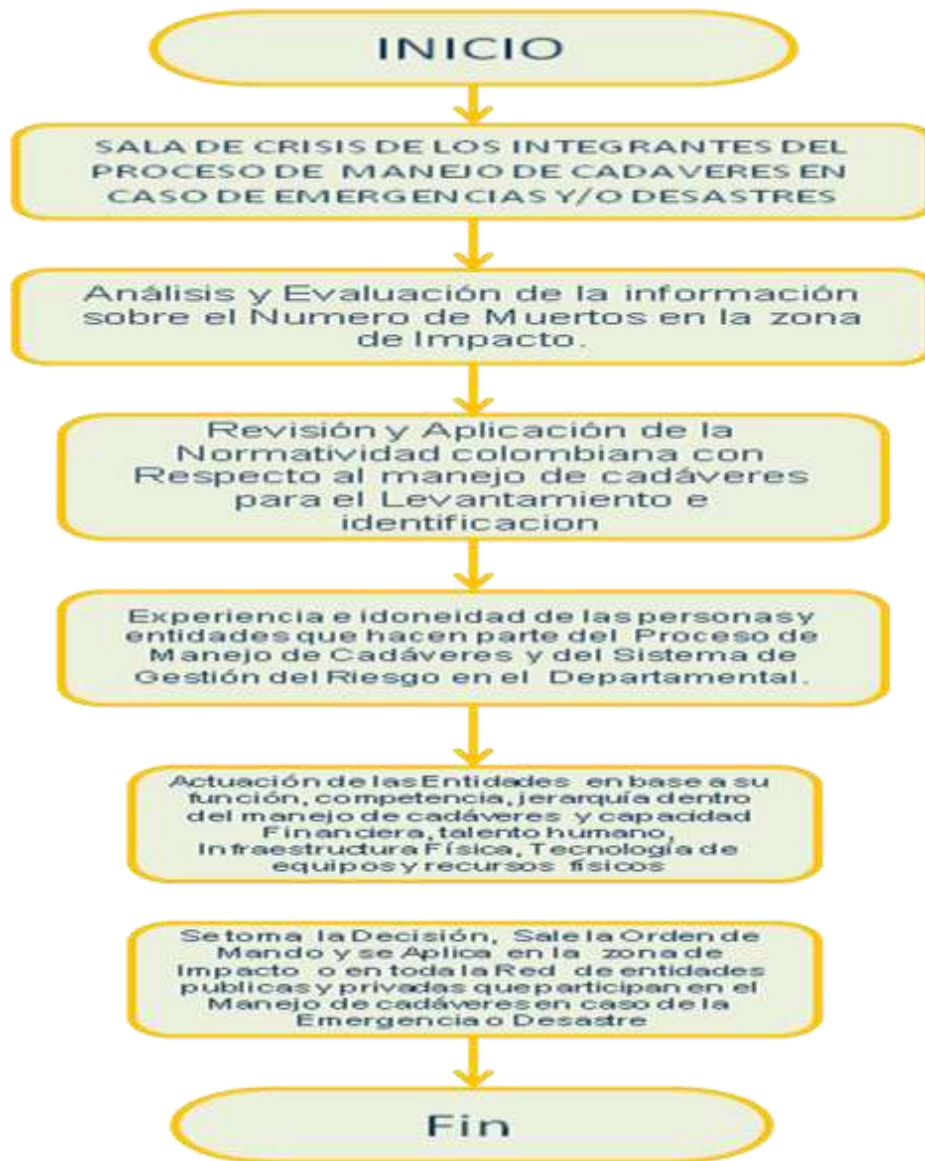 INICIO
SALA DE CRISIS DE LOS INTEGRANTES DEL
PROCESO DE MANEJO DE CADAVERES EN
CASO DE EMERGENCIAS Y/O DESASTRES
Análisis y Evaluación de la información
sobre el Numero de Muertos en la zona
de Impacto.
Revisión y Aplicación de la
Normatividad colombiana con
Respecto al manejo de cadáveres
para el Levantamiento e
identificacion
Experiencia e idoneidad de las personas y
entidades que hacen parte del Proceso de
Manejo de Cadáveres y del Sistema de
Gestión del Riesgo en el Departamental.
Actuación de las Entidades en base a su
función, competencia, jerarquía dentro
del manejo de cadáveres y capacidad
Financiera, talento humano,
Infraestructura Física, Tecnología de
equipos y recursos físicos
Se toma la Decisión, Sale la Orden de
Mando y se Aplica en la zona de
Impacto o en toda la Red de entidades
publicas y privadas que participan en el
Manejo de cadáveres en caso de la
Emergencia o Desastre
Fin